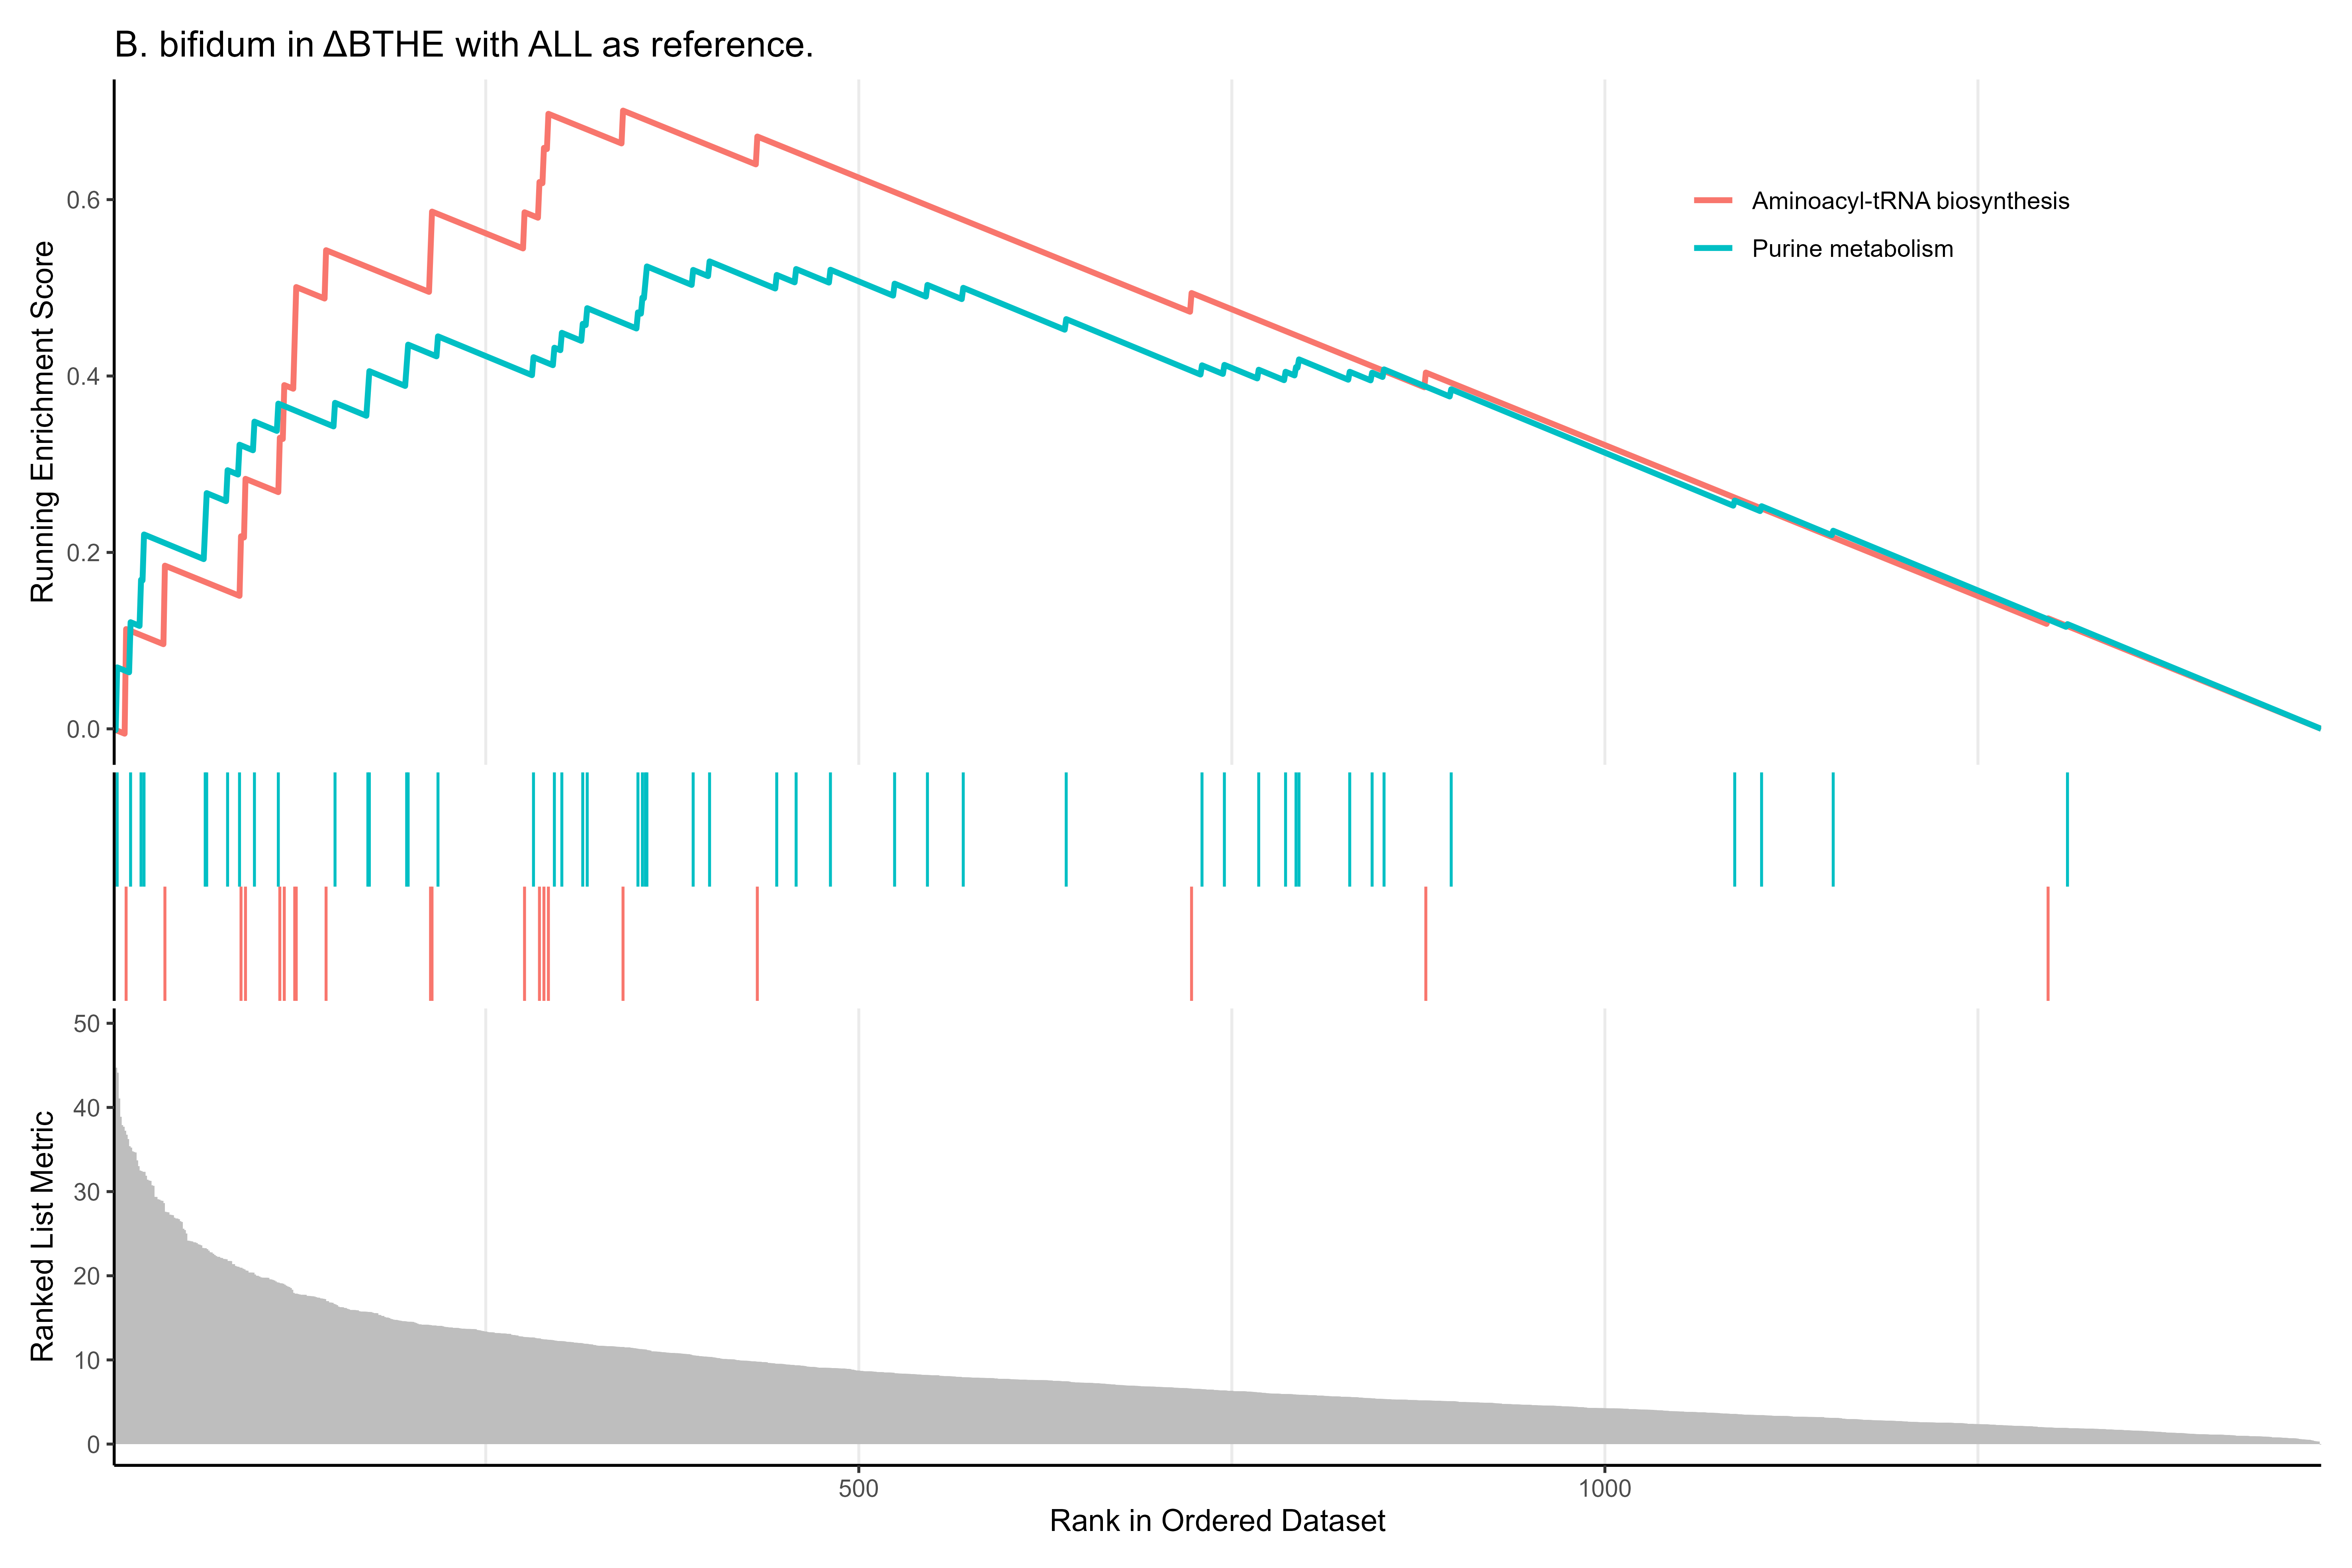 B. bifidum in ΔBTHE with ALL as reference.
Running Enrichment Score
0.6
0.4
0.2
0.0
Aminoacyl-tRNA biosynthesis
Purine metabolism
Ranked List Metric
50
40
30
20
10
0
500
1000
Rank in Ordered Dataset